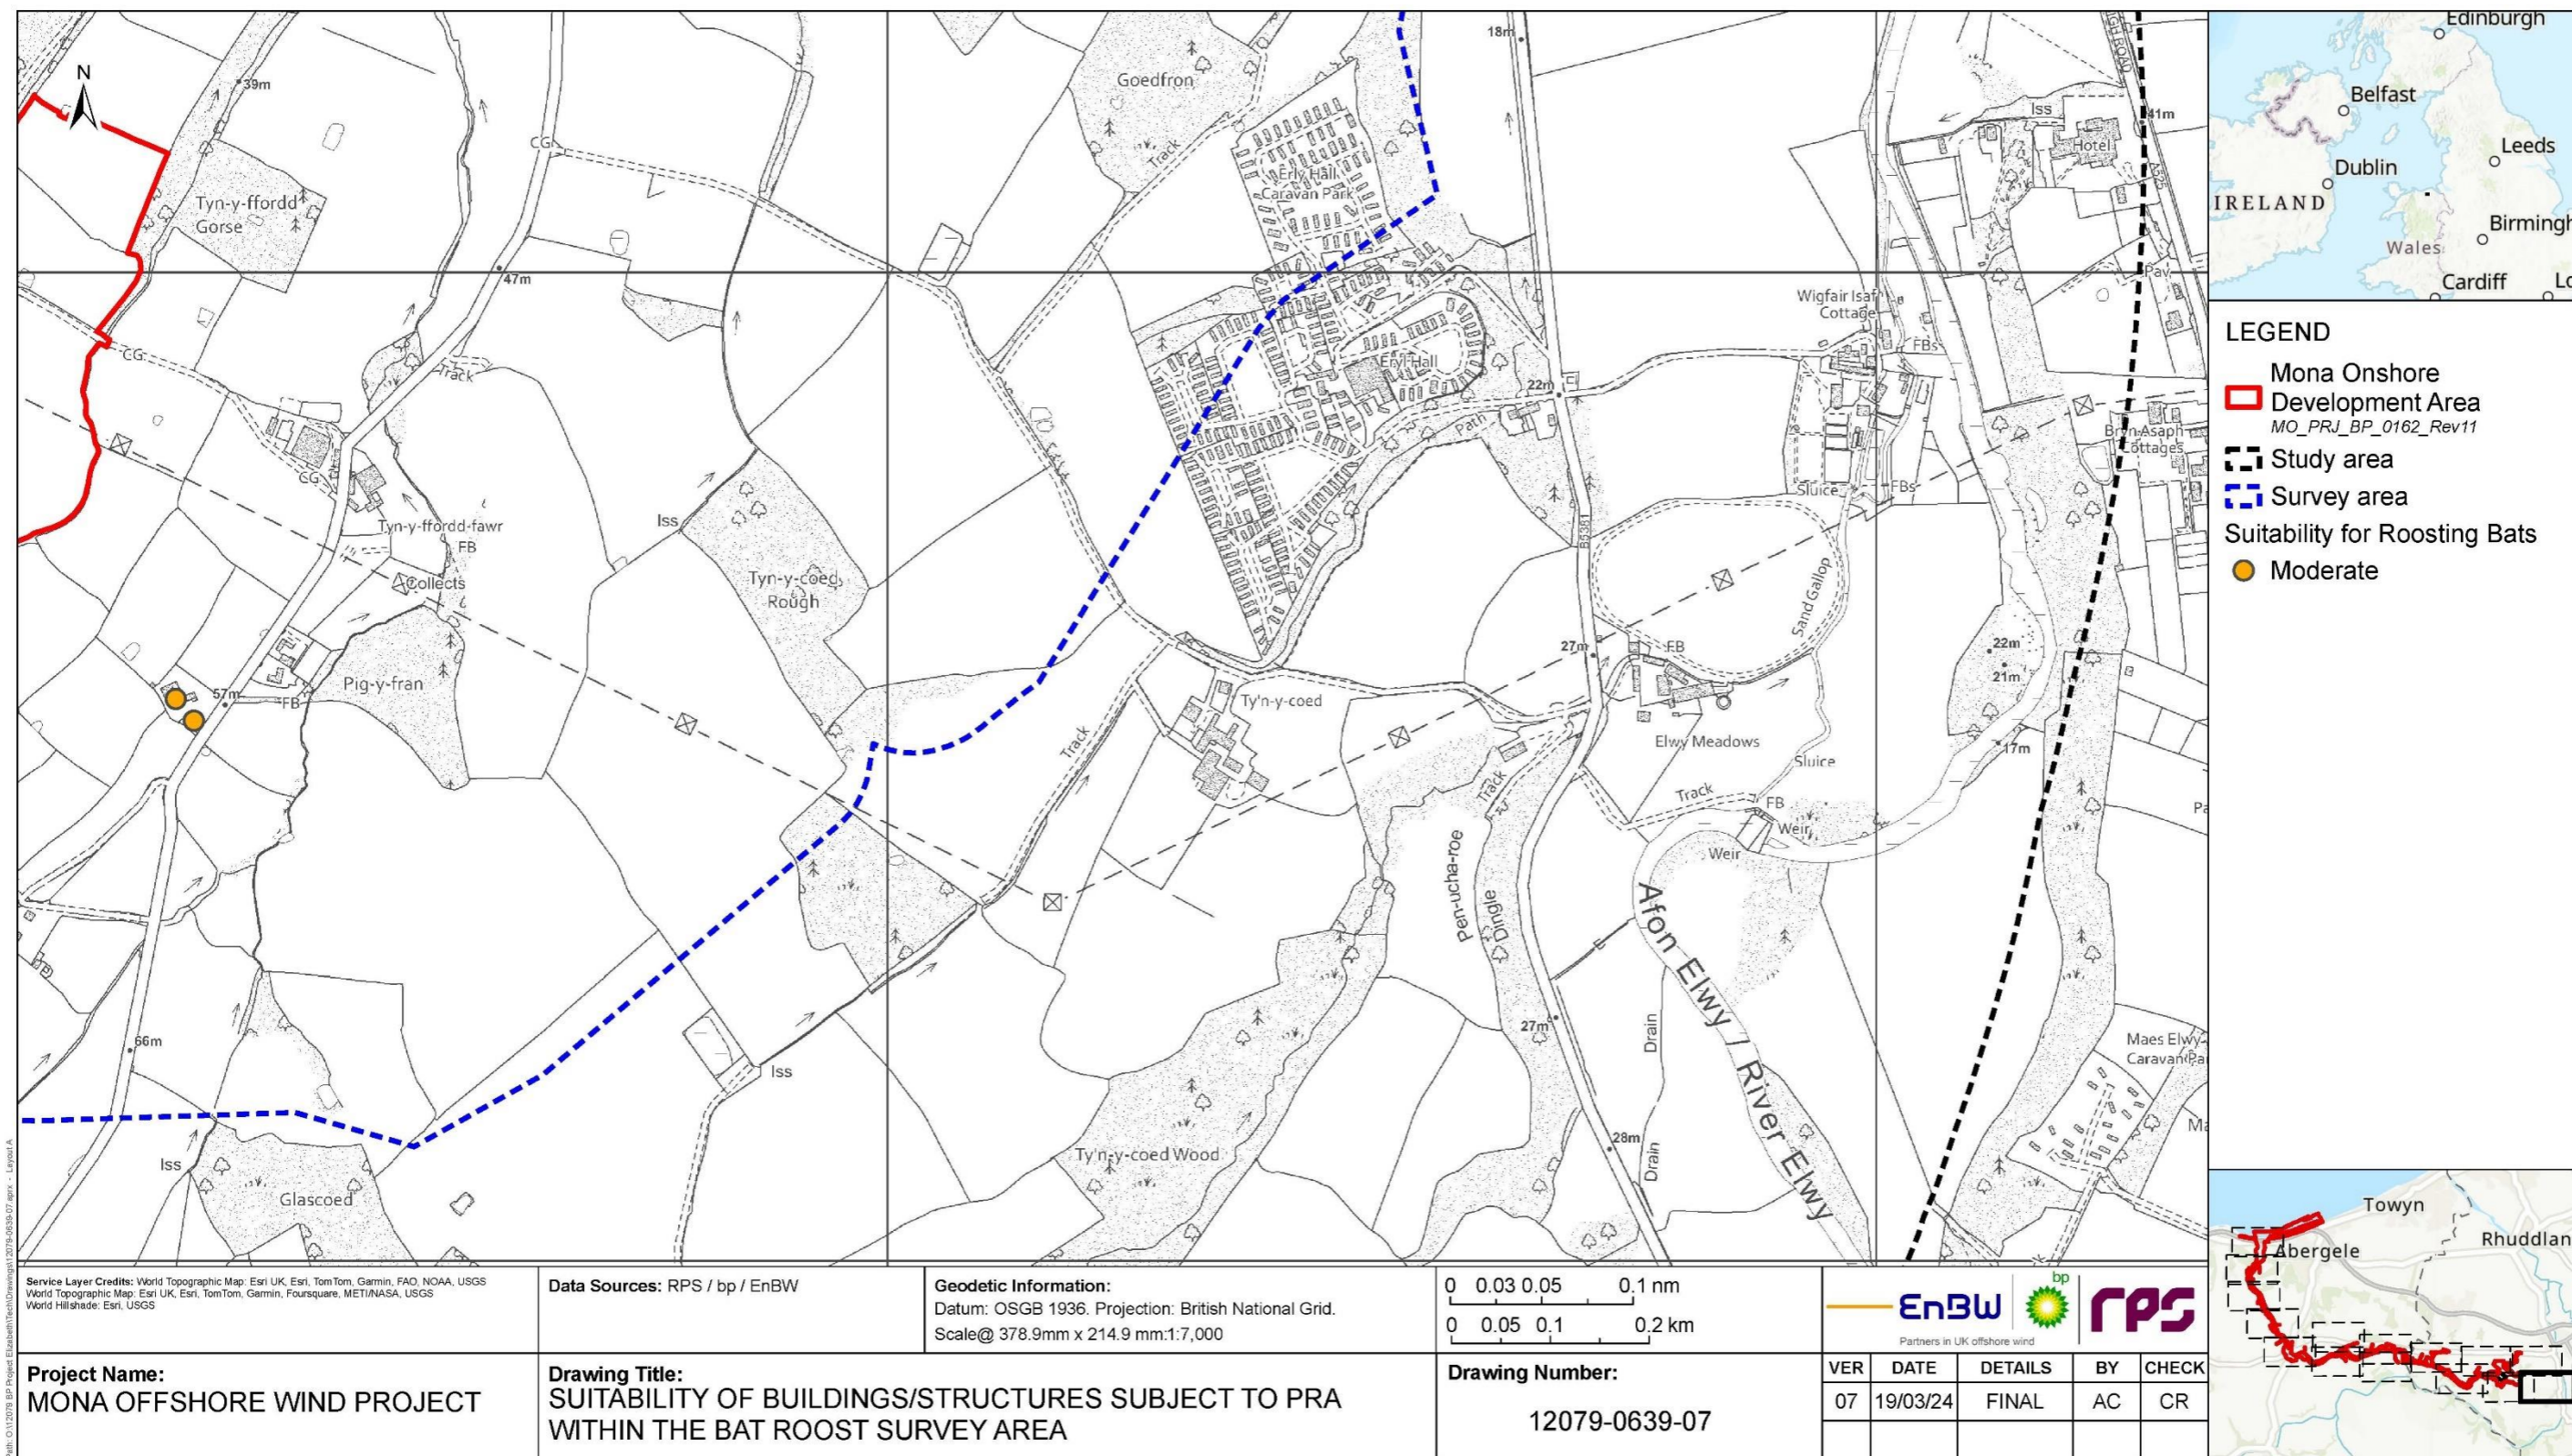 N
39m
Tyn-y-ffordd
Gorse
CG
47m
CG
Track
CG
Tyn-y-ffordd-fawr
FB
Collects
Pig-y-fran
57m
FB
66m
Iss
Glascoed
Goedfron
Track
Erly Hall
Caravan Park
18m
Iss
Hotel
41m
A525
Pav
Wigfair Isaf
Cottage
FBs
Eryl Hall
22m
Path
Bryn-Asaph
Cottages
Sluice
FBs
B5381
Iss
Tyn-y-coed
Rough
Sand Gallop
22m
21m
27m
FB
Ty'n-y-coed
Elwy Meadows
17m
Sluice
Track
Track
Track
FB
Weir
Weir
Pen-ucha-roe
Dingle
Afon Elwy / River Elwy
27m
Drain
Maes Elwy
Caravan Pa
Iss
Ty'n-y-coed Wood
28m
Drain
Pa
Ma
Edinburgh
Belfast
Leeds
Dublin
IRELAND
Birmingh
Wales
Cardiff
Lo
LEGEND
Mona Onshore
Development Area
MO_PRJ_BP_0162_Rev11
Study area
Survey area
Suitability for Roosting Bats
Moderate
Towyn
Abergele
Rhuddlan
Service Layer Credits: World Topographic Map: Esri UK, Esri, TomTom, Garmin, FAO, NOAA, USGS
World Topographic Map: Esri UK, Esri, TomTom, Garmin, Foursquare, METI/NASA, USGS
World Hillshade: Esri, USGS
Data Sources: RPS / bp / EnBW
Geodetic Information:
Datum: OSGB 1936. Projection: British National Grid.
Scale@ 378.9mm x 214.9 mm:1:7,000
0 0.03 0.05 0.1 nm
0 0.05 0.1 0.2 km
EnBW
bp
rps
Partners in UK offshore wind
Project Name:
MONA OFFSHORE WIND PROJECT
Drawing Title:
SUITABILITY OF BUILDINGS/STRUCTURES SUBJECT TO PRA
WITHIN THE BAT ROOST SURVEY AREA
Drawing Number:
12079-0639-07
VER DATE DETAILS BY CHECK
07 19/03/24 FINAL AC CR